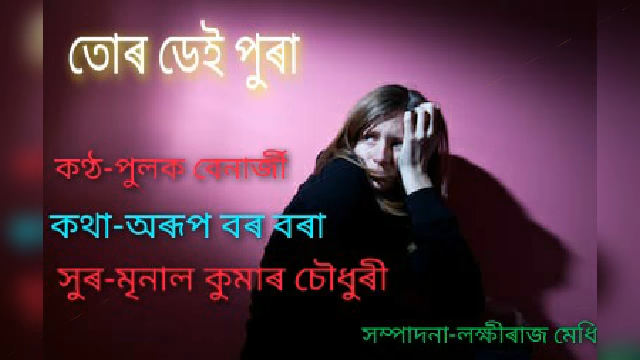 তোৰ ডেই পুৰা
কণ্ঠ-পুলক বেনাৰ্জী
কথা-অৰূপ বৰ বৰা
সুৰ-মৃনাল কুমাৰ চৌধুৰী
সম্পাদনা-লক্ষীৰাজ মেধি